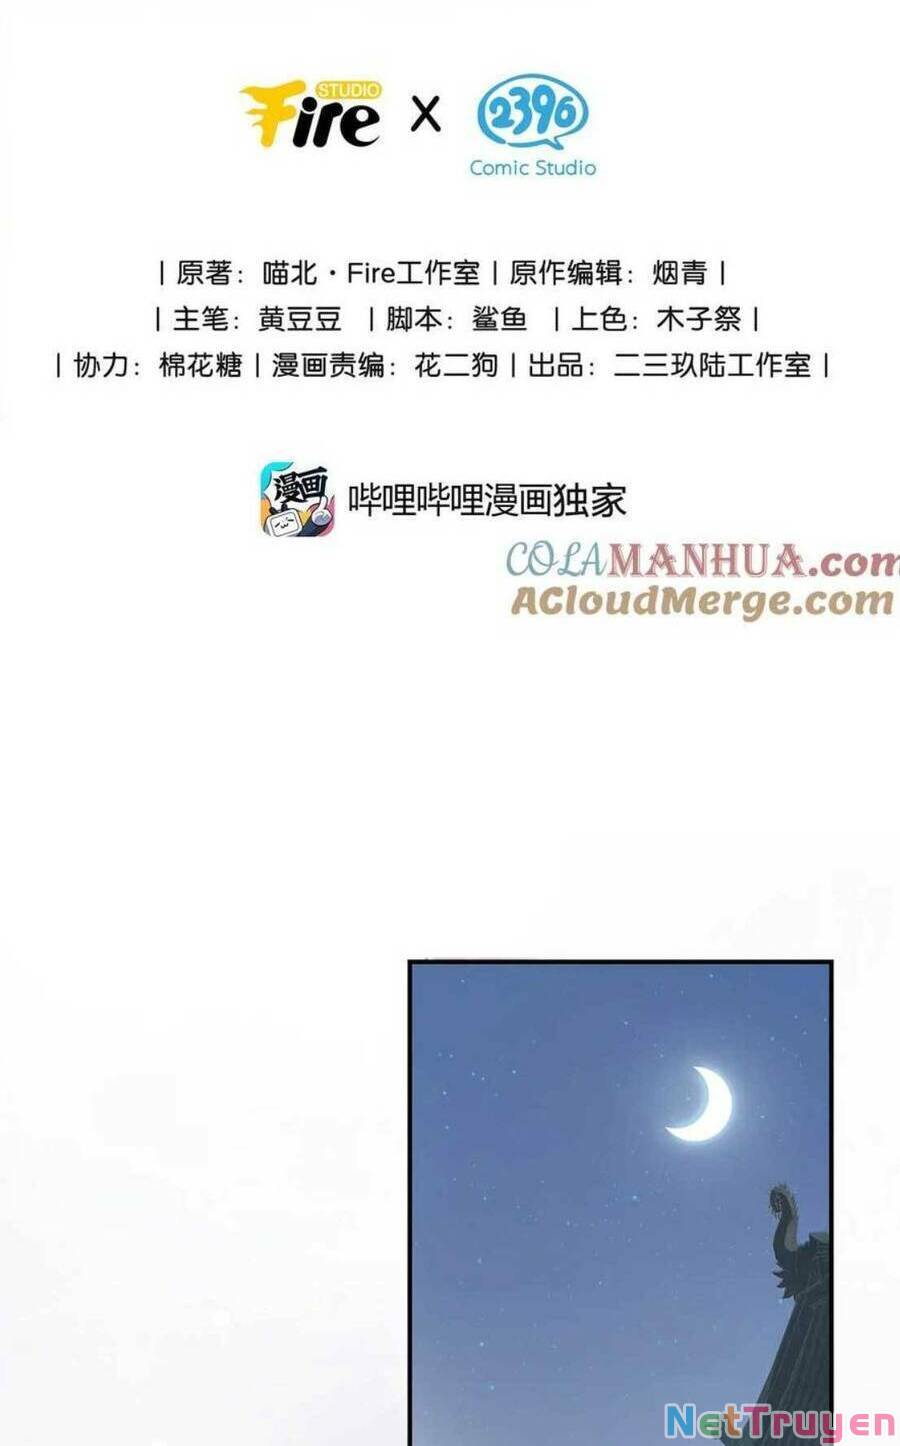 STUDIO
Fire X 2396
Comic Studio
|原著：喵北·Fire工作室|原作编辑：烟青|
|主笔：黄豆豆 |脚本：鲨鱼 |上色：木子祭|
|协力：棉花糖|漫画责编：花二狗|出品：二三玖陆工作室|
漫画
哔哩哔哩漫画独家
COLAMANHUA.com
ACloudMerge.com
NetTruyen